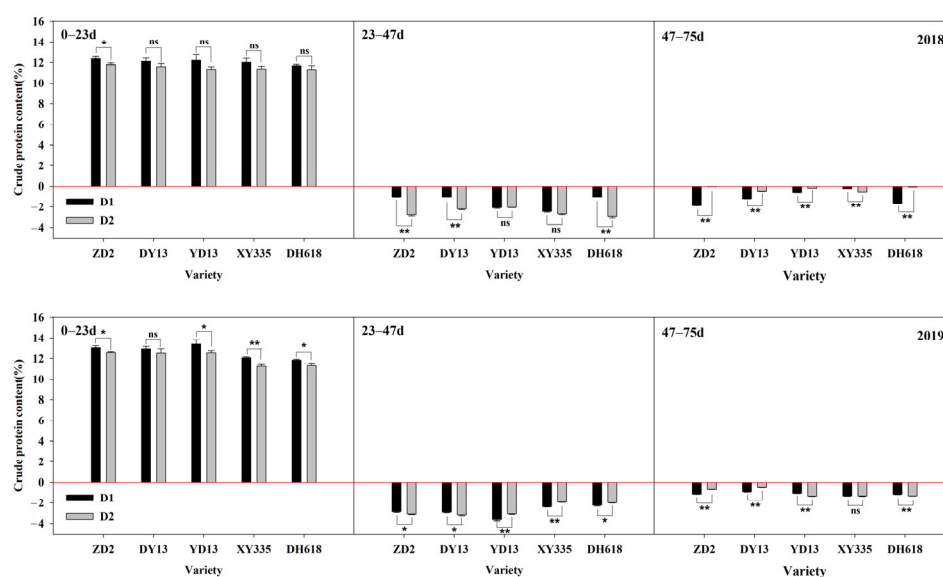 0–23d 23–47d 47–75d 2018
Crude protein content(%)
16
14
12
10
8
6
4
2
0
−2
−4
* ns ns ns ns
** ** ns ns **
** ** ** ** **
D1
D2
ZD2 DY13 YD13 XY335 DH618 ZD2 DY13 YD13 XY335 DH618 ZD2 DY13 YD13 XY335 DH618
Variety Variety Variety
0–23d 23–47d 47–75d 2019
Crude protein content(%)
16
14
12
10
8
6
4
2
0
−2
−4
* ns * ** *
* * ** ** *
** ** ** ns **
D1
D2
ZD2 DY13 YD13 XY335 DH618 ZD2 DY13 YD13 XY335 DH618 ZD2 DY13 YD13 XY335 DH618
Variety Variety Variety